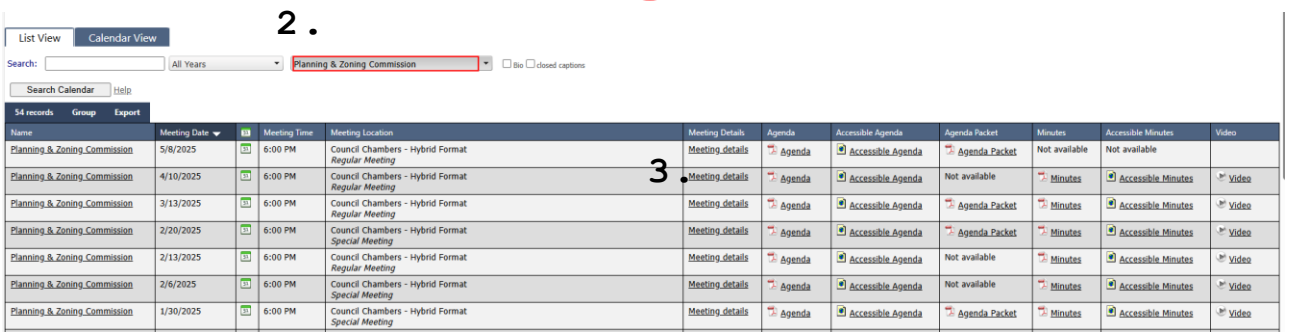 2.
List View Calendar View
Search: All Years Planning & Zoning Commission Bio closed captions
Search Calendar Help
54 records Group Export
Name Meeting Date Meeting Time Meeting Location Meeting Details Agenda Accessible Agenda Agenda Packet Minutes Accessible Minutes Video
Planning & Zoning Commission 5/8/2025 6:00 PM Council Chambers - Hybrid Format Meeting details Agenda Accessible Agenda Agenda Packet Not available Not available
Regular Meeting
3.
Planning & Zoning Commission 4/10/2025 6:00 PM Council Chambers - Hybrid Format Meeting details Agenda Accessible Agenda Not available Minutes Accessible Minutes Video
Regular Meeting
Planning & Zoning Commission 3/13/2025 6:00 PM Council Chambers - Hybrid Format Meeting details Agenda Accessible Agenda Agenda Packet Minutes Accessible Minutes Video
Regular Meeting
Planning & Zoning Commission 2/20/2025 6:00 PM Council Chambers - Hybrid Format Meeting details Agenda Accessible Agenda Agenda Packet Minutes Accessible Minutes Video
Special Meeting
Planning & Zoning Commission 2/13/2025 6:00 PM Council Chambers - Hybrid Format Meeting details Agenda Accessible Agenda Not available Minutes Accessible Minutes Video
Regular Meeting
Planning & Zoning Commission 2/6/2025 6:00 PM Council Chambers - Hybrid Format Meeting details Agenda Accessible Agenda Not available Minutes Accessible Minutes Video
Special Meeting
Planning & Zoning Commission 1/30/2025 6:00 PM Council Chambers - Hybrid Format Meeting details Agenda Accessible Agenda Agenda Packet Minutes Accessible Minutes Video
Special Meeting